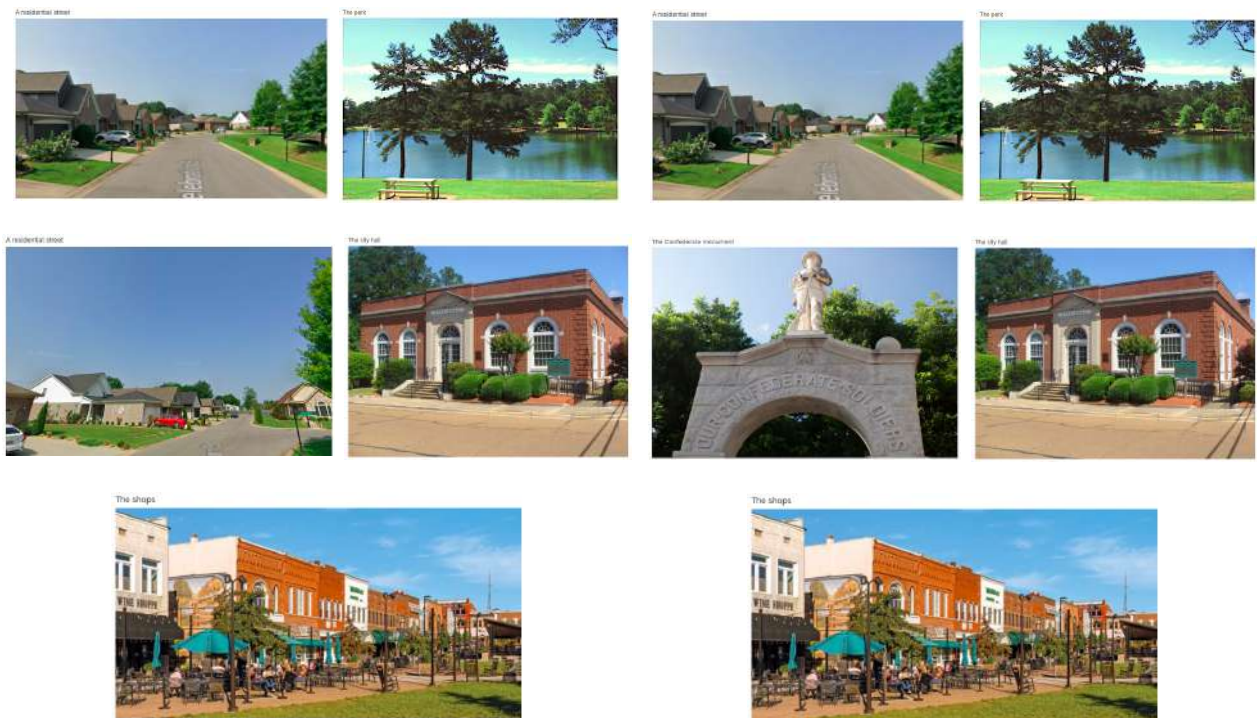 A residential street
The park
A residential street
The park
A residential street
The city hall
The Confederate monument
The city hall
OUR CONFEDERATE SOLDIERS
The shops
The shops